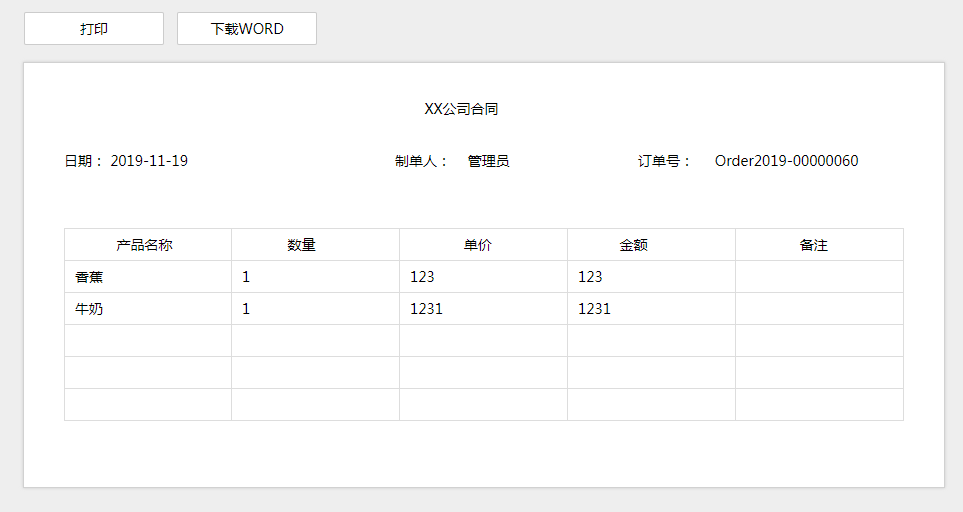 打印 下载WORD
XX公司合同
日期： 2019-11-19 制单人： 管理员 订单号： Order2019-00000060
产品名称 数量 单价 金额 备注
香蕉 1 123 123
牛奶 1 1231 1231